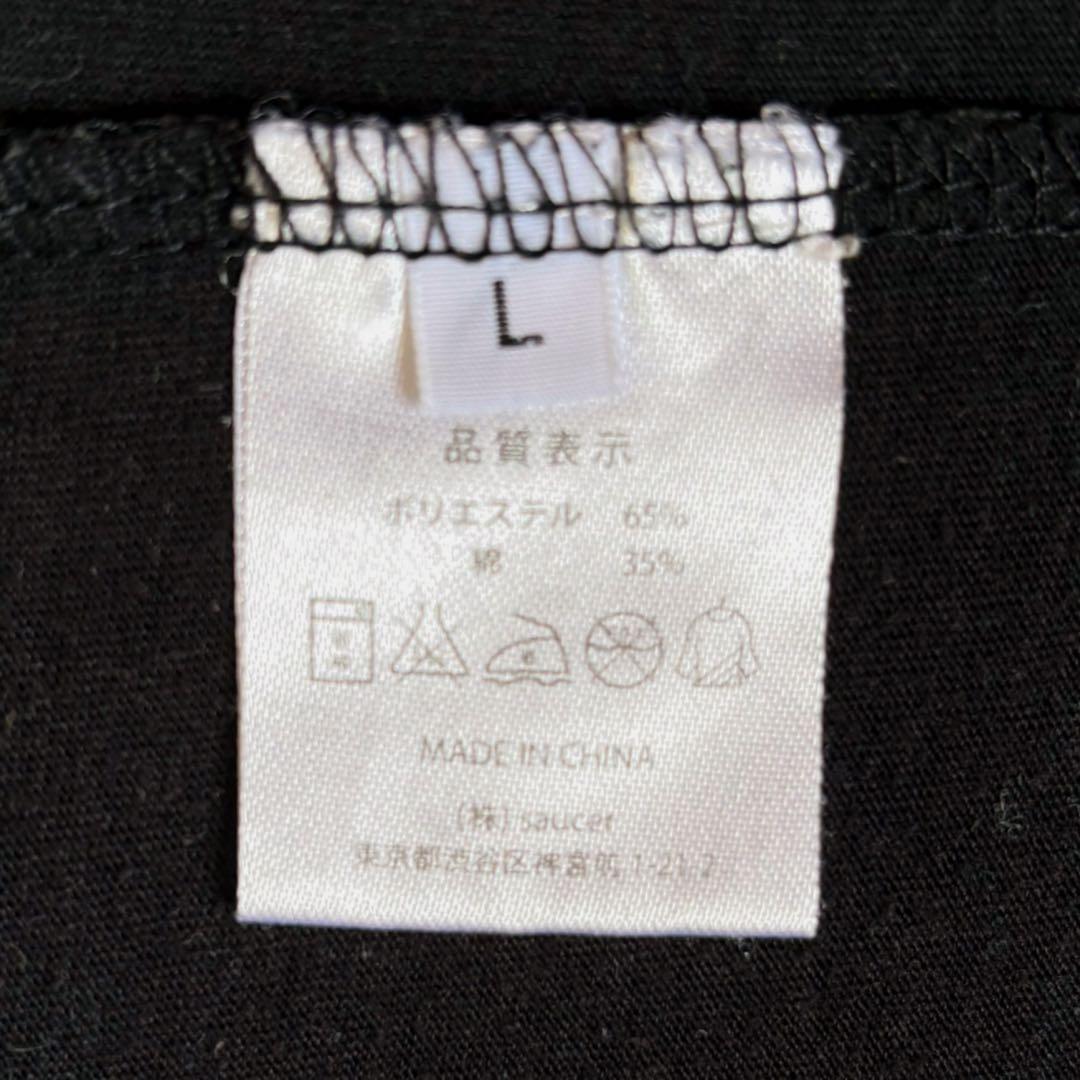 L
品質表示
ポリエステル 65%
綿 35%
MADE IN CHINA
(株) saucer
東京都渋谷区神宮前 1-21-2